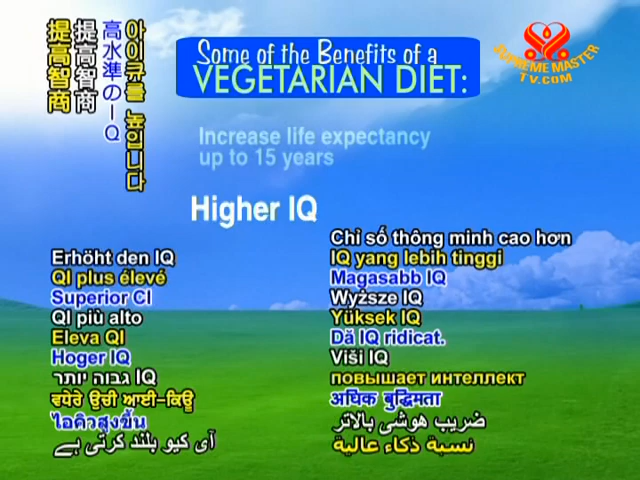 提高智商
提高智商
高水準のIQ
아이큐를 높입니다
Some of the Benefits of a
VEGETARIAN DIET:
SUPREME MASTER
TV.COM
Increase life expectancy
up to 15 years
Higher IQ
Erhöht den IQ
QI plus élevé
Superior CI
QI più alto
Eleva QI
Hoger IQ
גבוה יותר IQ
ਵਧੇਰੇ ਉਚੀ ਆਈ-ਕਿਊ
ไอคิวสูงขึ้น
آی کیو بلند کرتی ہے
Chỉ số thông minh cao hơn
IQ yang lebih tinggi
Magasabb IQ
Wyższe IQ
Yüksek IQ
Dă IQ ridicat.
Viši IQ
повышает интеллект
अधिक बुद्धिमता
ضریب هوشی بالاتر
نسبة ذكاء عالية